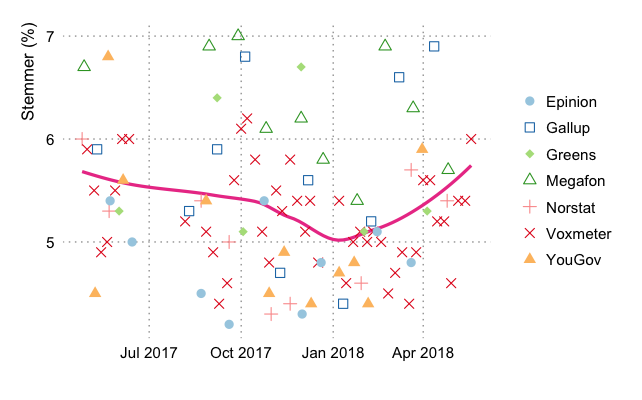 Stemmer (%)
7
6
5
Jul 2017
Oct 2017
Jan 2018
Apr 2018
Epinion
Gallup
Greens
Megafon
Norstat
Voxmeter
YouGov